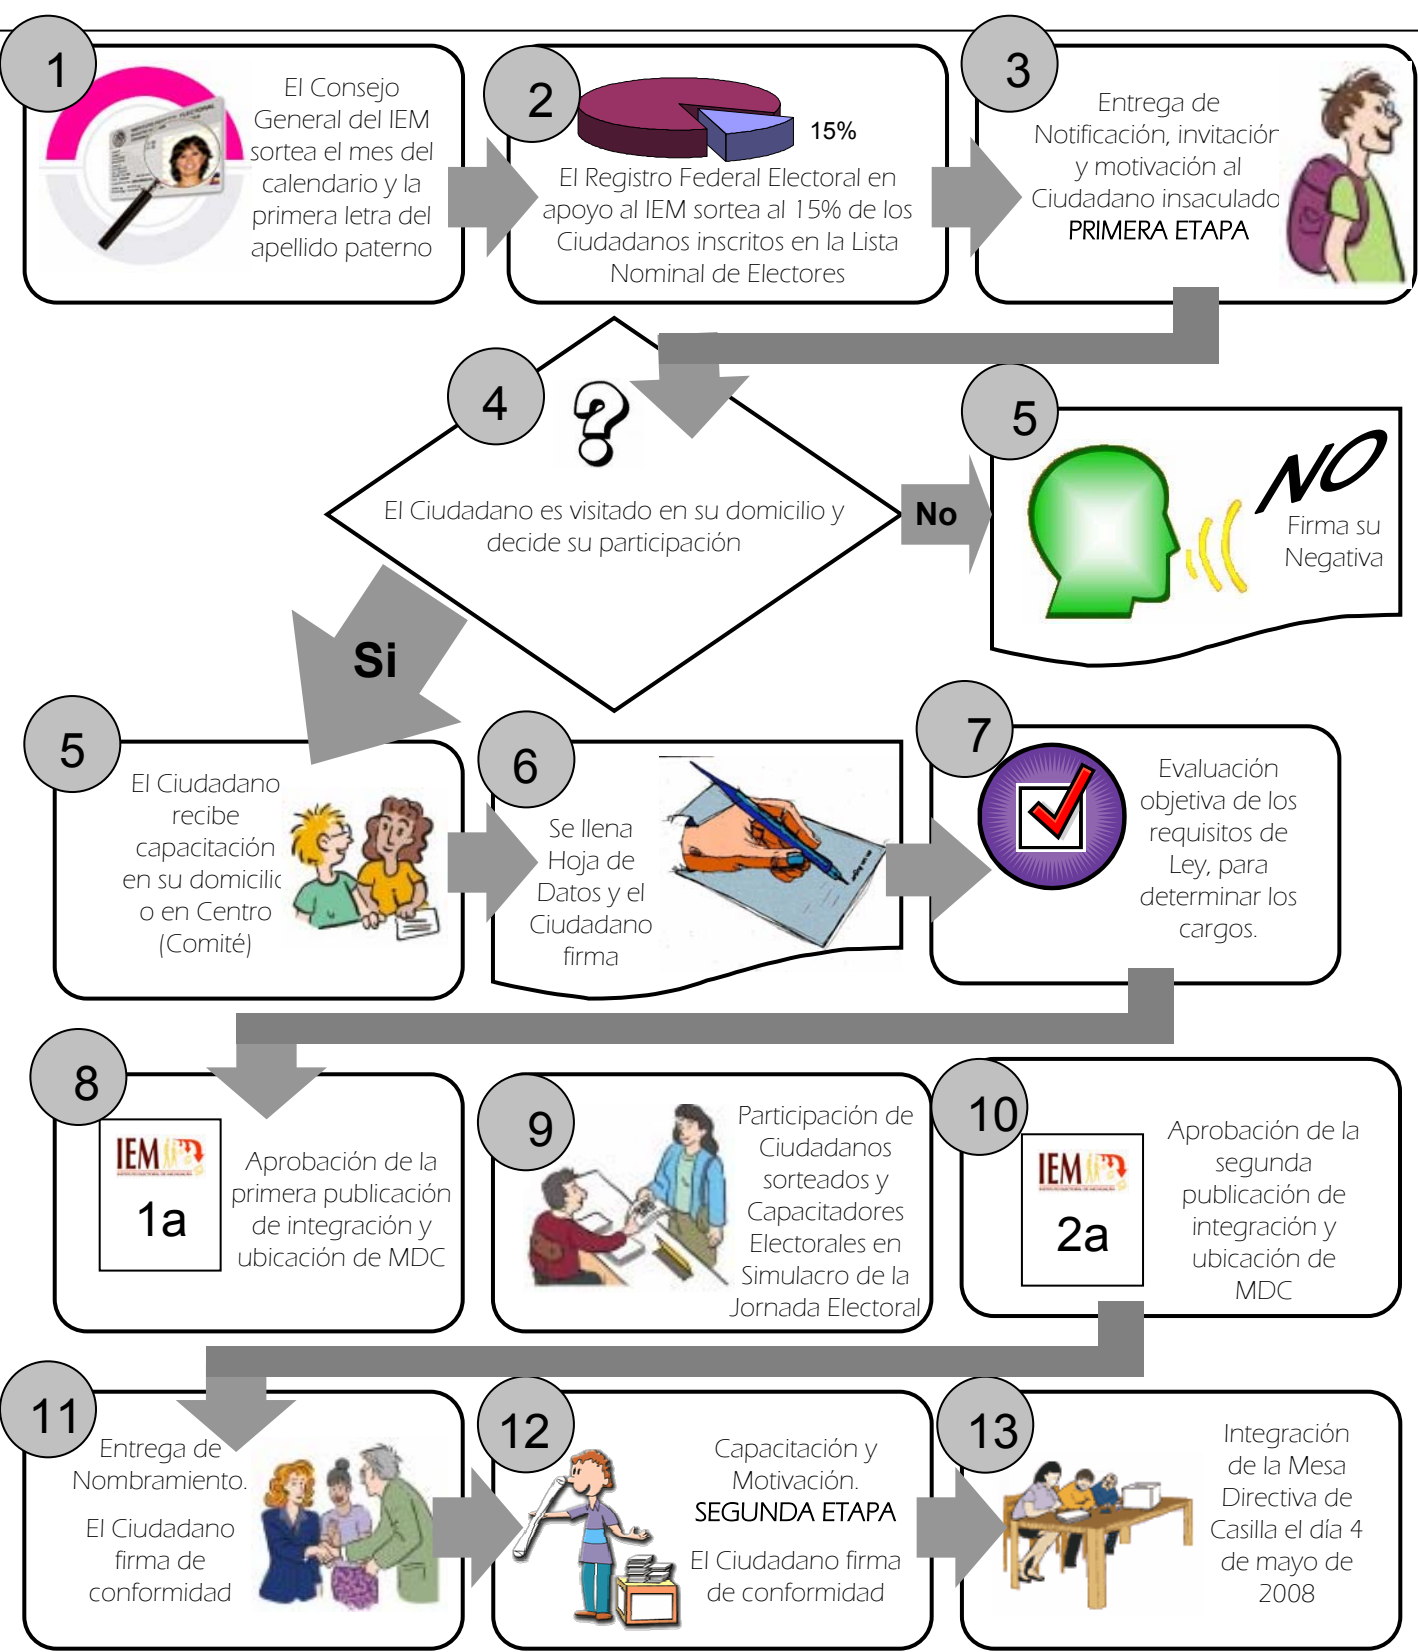 1
El Consejo
General del IEM
sortea el mes del
calendario y la
primera letra del
apellido paterno
2
15%
El Registro Federal Electoral en
apoyo al IEM sortea al 15% de los
Ciudadanos inscritos en la Lista
Nominal de Electores
3
Entrega de
Notificación, invitación
y motivación al
Ciudadano insaculado
PRIMERA ETAPA
4
?
El Ciudadano es visitado en su domicilio y
decide su participación
No
5
NO
Firma su
Negativa
Si
5
El Ciudadano
recibe
capacitación
en su domicilio
o en Centro
(Comité)
6
Se llena
Hoja de
Datos y el
Ciudadano
firma
7
Evaluación
objetiva de los
requisitos de
Ley, para
determinar los
cargos.
8
IEM
1a
Aprobación de la
primera publicación
de integración y
ubicación de MDC
9
Participación de
Ciudadanos
sorteados y
Capacitadores
Electorales en
Simulacro de la
Jornada Electoral
10
IEM
2a
Aprobación de la
segunda
publicación de
integración y
ubicación de
MDC
11
Entrega de
Nombramiento.
El Ciudadano
firma de
conformidad
12
Capacitación y
Motivación.
SEGUNDA ETAPA
El Ciudadano firma
de conformidad
13
Integración
de la Mesa
Directiva de
Casilla el día 4
de mayo de
2008